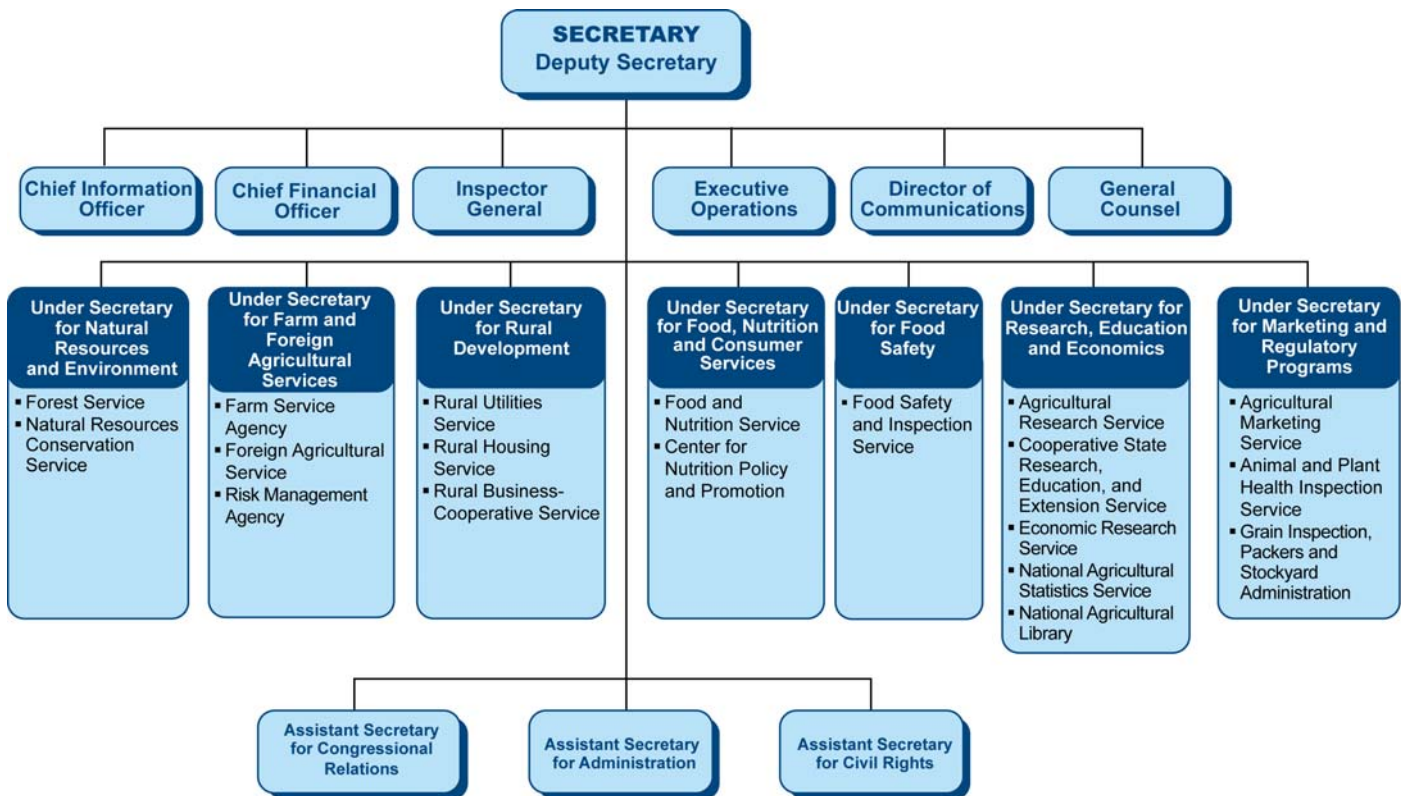 SECRETARY
Deputy Secretary
Chief Information
Officer
Chief Financial
Officer
Inspector
General
Executive
Operations
Director of
Communications
General
Counsel
Under Secretary
for Natural
Resources
and Environment
▪ Forest Service
▪ Natural Resources
Conservation
Service
Under Secretary
for Farm and
Foreign
Agricultural
Services
▪ Farm Service
Agency
▪ Foreign Agricultural
Service
▪ Risk Management
Agency
Under Secretary
for Rural
Development
▪ Rural Utilities
Service
▪ Rural Housing
Service
▪ Rural Business-
Cooperative Service
Under Secretary
for Food, Nutrition
and Consumer
Services
▪ Food and
Nutrition Service
▪ Center for
Nutrition Policy
and Promotion
Under Secretary
for Food
Safety
▪ Food Safety
and Inspection
Service
Under Secretary for
Research, Education
and Economics
▪ Agricultural
Research Service
▪ Cooperative State
Research,
Education, and
Extension Service
▪ Economic Research
Service
▪ National Agricultural
Statistics Service
▪ National Agricultural
Library
Under Secretary
for Marketing and
Regulatory
Programs
▪ Agricultural
Marketing
Service
▪ Animal and Plant
Health Inspection
Service
▪ Grain Inspection,
Packers and
Stockyard
Administration
Assistant Secretary
for Congressional
Relations
Assistant Secretary
for Administration
Assistant Secretary
for Civil Rights